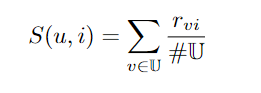 S(u, i) = ∑_{v∈𝕌} r_{vi} / #𝕌